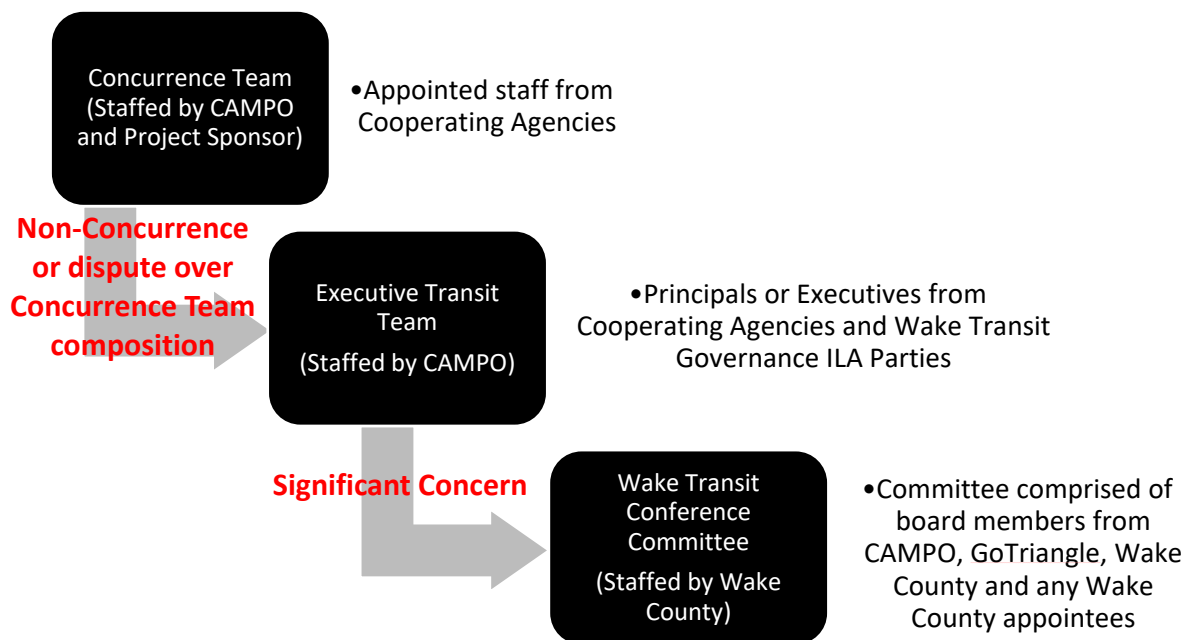 Concurrence Team
(Staffed by CAMPO
and Project Sponsor)
•Appointed staff from
Cooperating Agencies
Non-Concurrence
or dispute over
Concurrence Team
composition
Executive Transit
Team
(Staffed by CAMPO)
•Principals or Executives from
Cooperating Agencies and Wake Transit
Governance ILA Parties
Significant Concern
Wake Transit
Conference
Committee
(Staffed by Wake
County)
•Committee comprised of
board members from
CAMPO, GoTriangle, Wake
County and any Wake
County appointees